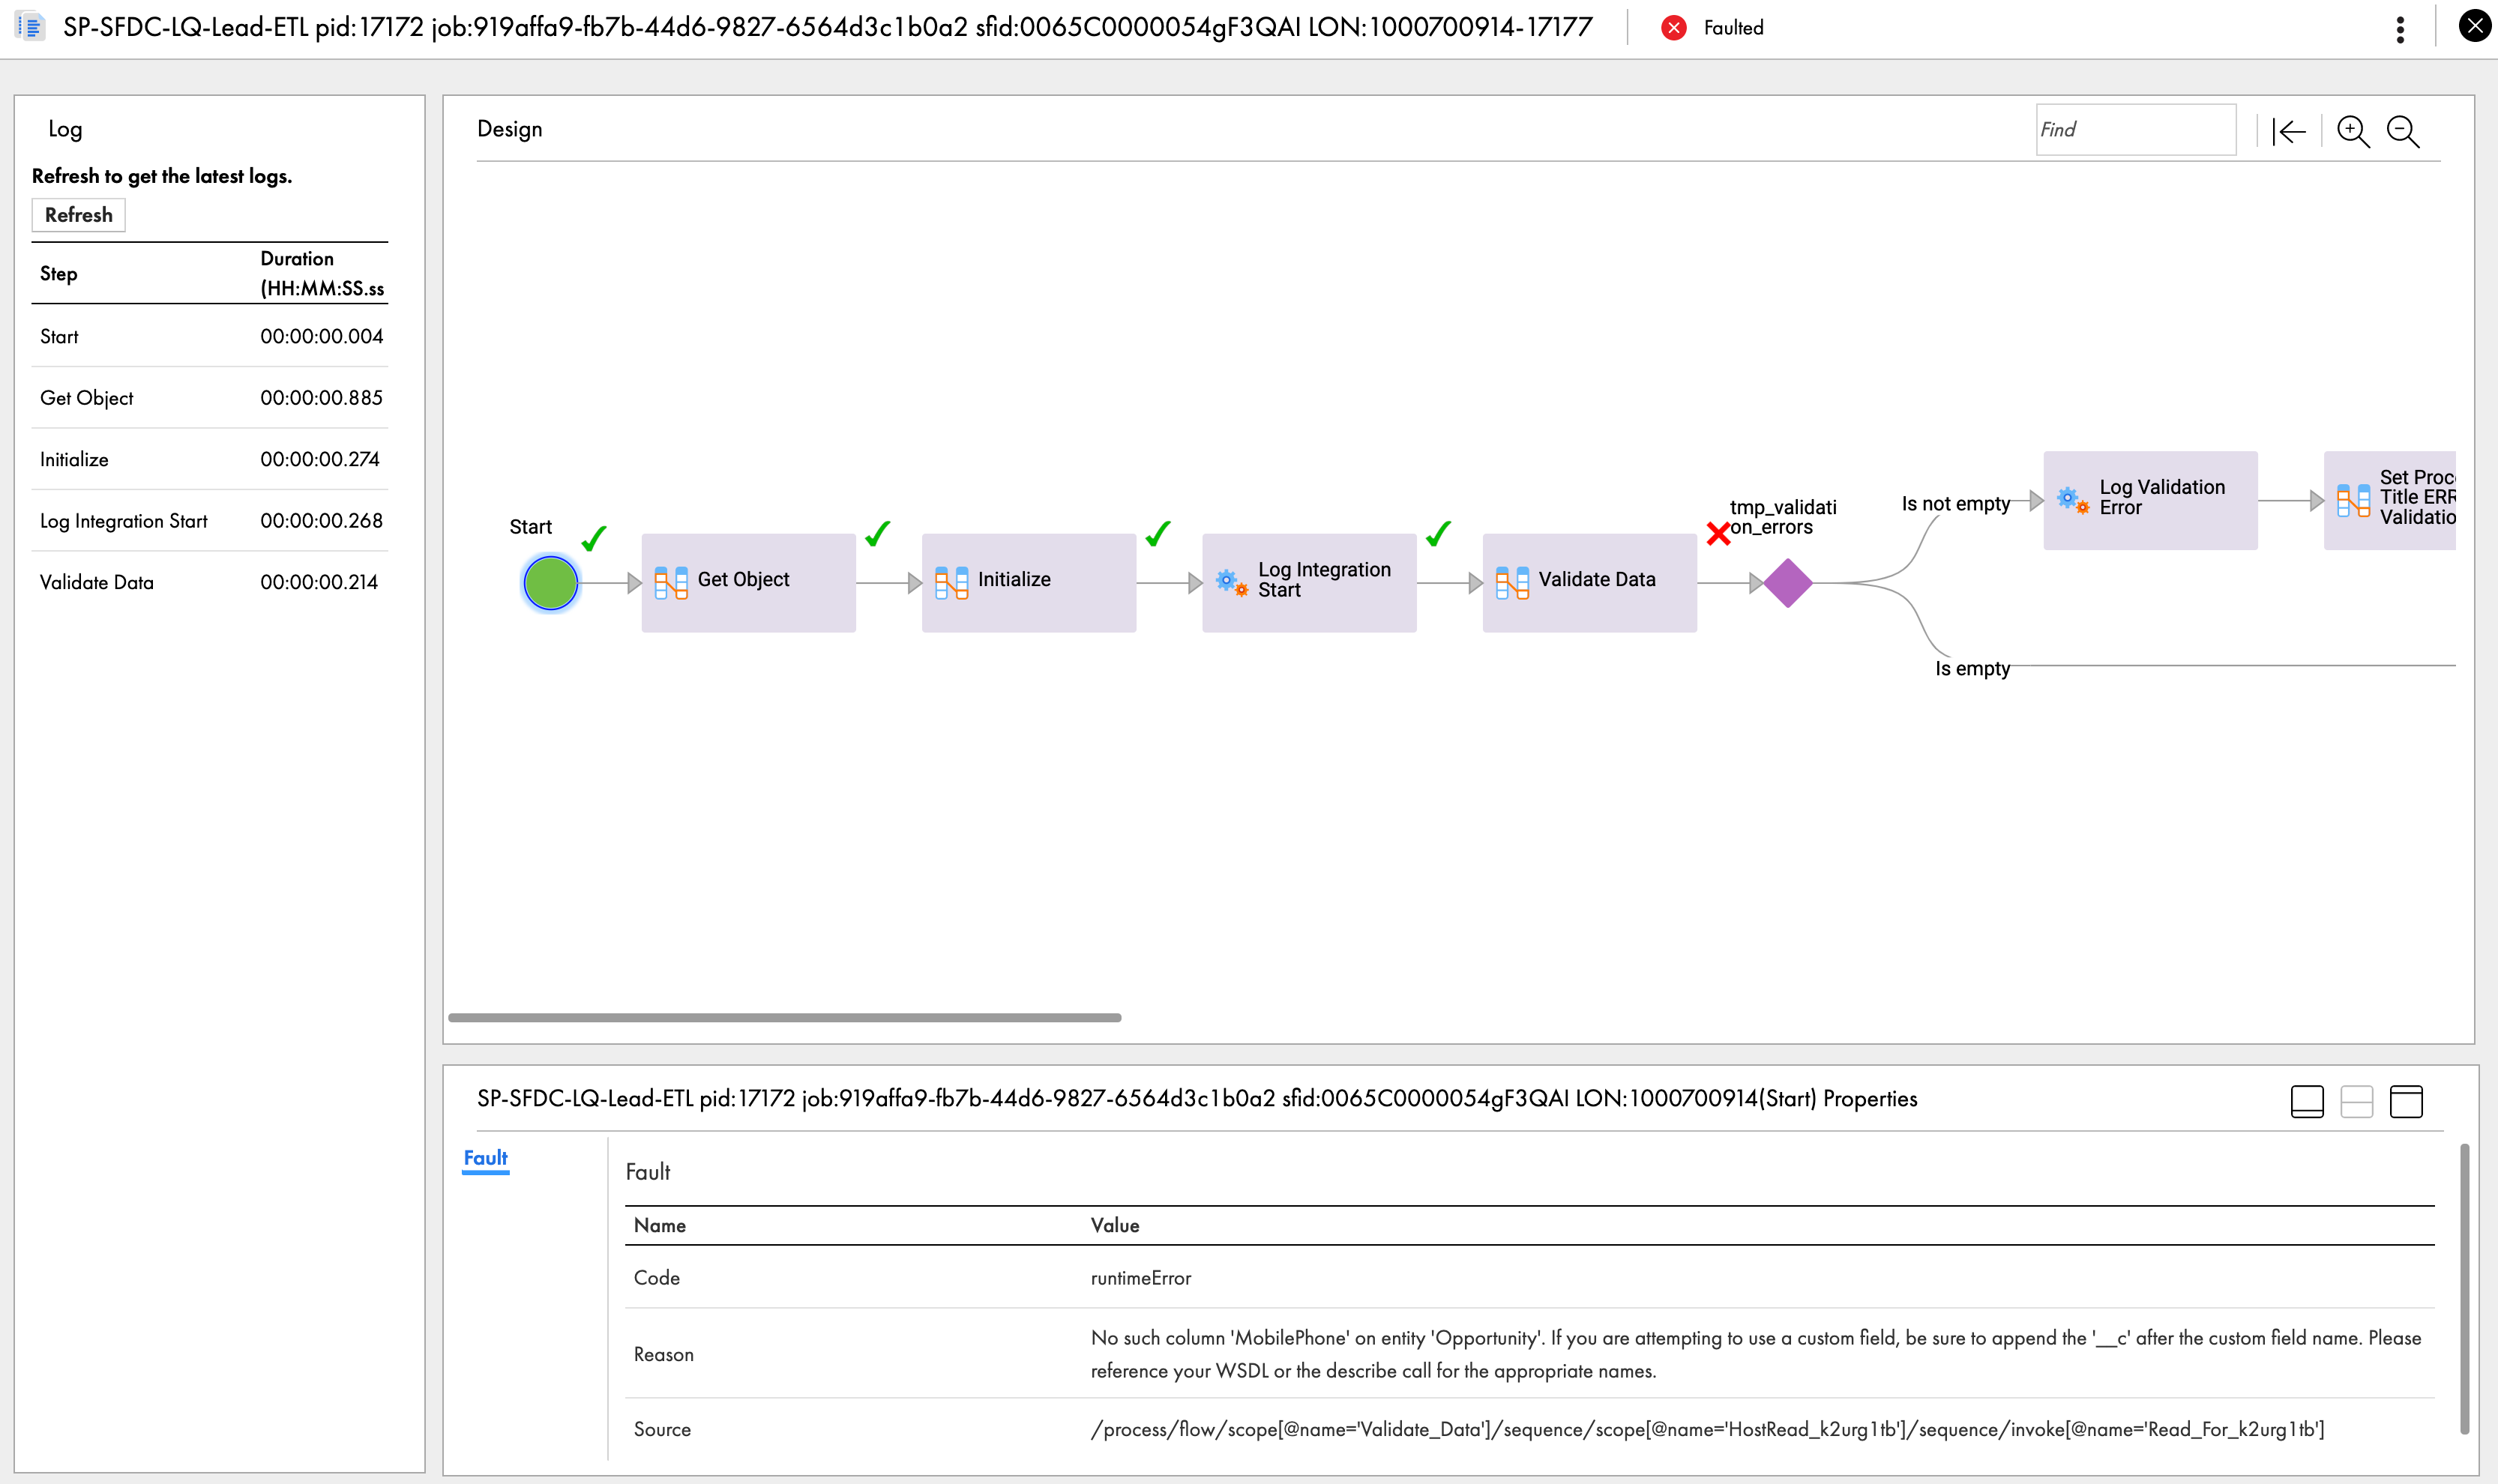 SP-SFDC-LQ-Lead-ETL pid:17172 job:919affa9-fb7b-44d6-9827-6564d3c1b0a2 sfid:0065C0000054gF3QAI LON:1000700914-17177
Faulted
Log
Refresh to get the latest logs.
Refresh
Step
Duration
(HH:MM:SS.ss
Start 00:00:00.004
Get Object 00:00:00.885
Initialize 00:00:00.274
Log Integration Start 00:00:00.268
Validate Data 00:00:00.214
Design
Find
Start
Get Object
Initialize
Log Integration
Start
Validate Data
tmp_validati
on_errors
Is not empty
Is empty
Log Validation
Error
Set Proc
Title ERR
Validatio
SP-SFDC-LQ-Lead-ETL pid:17172 job:919affa9-fb7b-44d6-9827-6564d3c1b0a2 sfid:0065C0000054gF3QAI LON:1000700914(Start) Properties
Fault
Fault
Name Value
Code runtimeError
Reason
No such column 'MobilePhone' on entity 'Opportunity'. If you are attempting to use a custom field, be sure to append the '__c' after the custom field name. Please
reference your WSDL or the describe call for the appropriate names.
Source /process/flow/scope[@name='Validate_Data']/sequence/scope[@name='HostRead_k2urg1tb']/sequence/invoke[@name='Read_For_k2urg1tb']